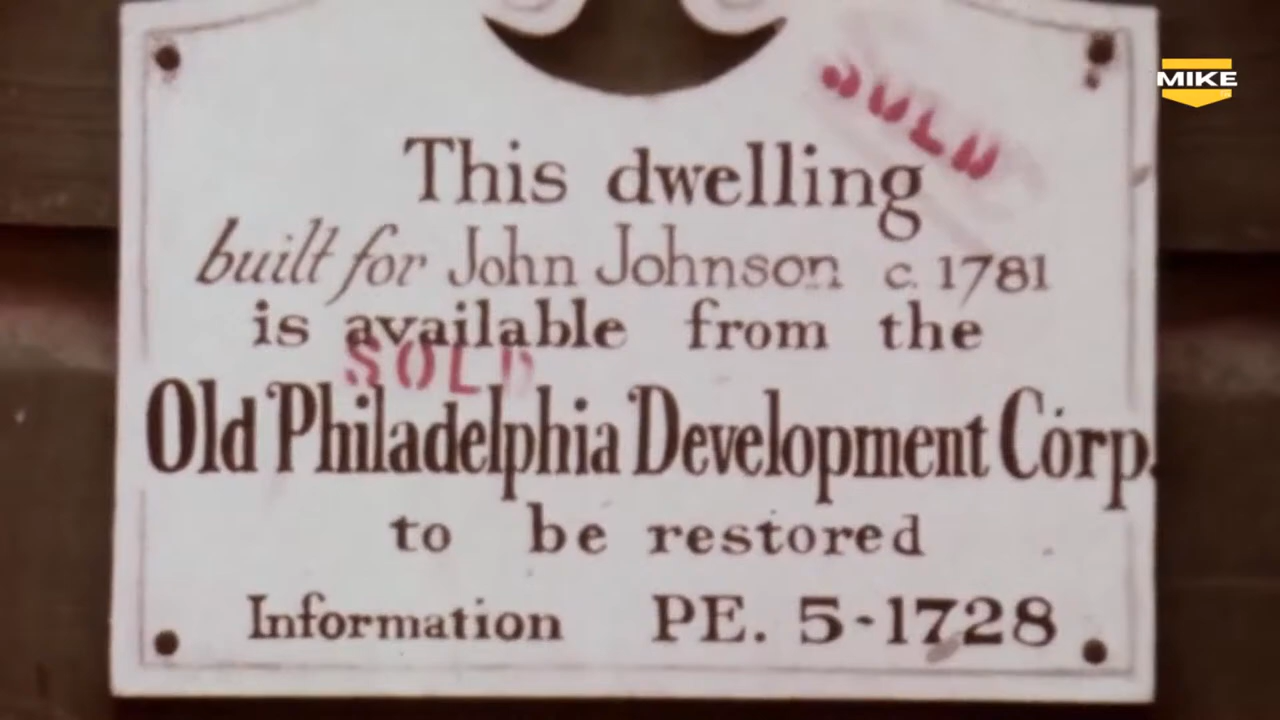 MIKE
SOLD
This dwelling
built for John Johnson c. 1781
is available from the
SOLD
Old Philadelphia Development Corp.
to be restored
Information PE. 5-1728